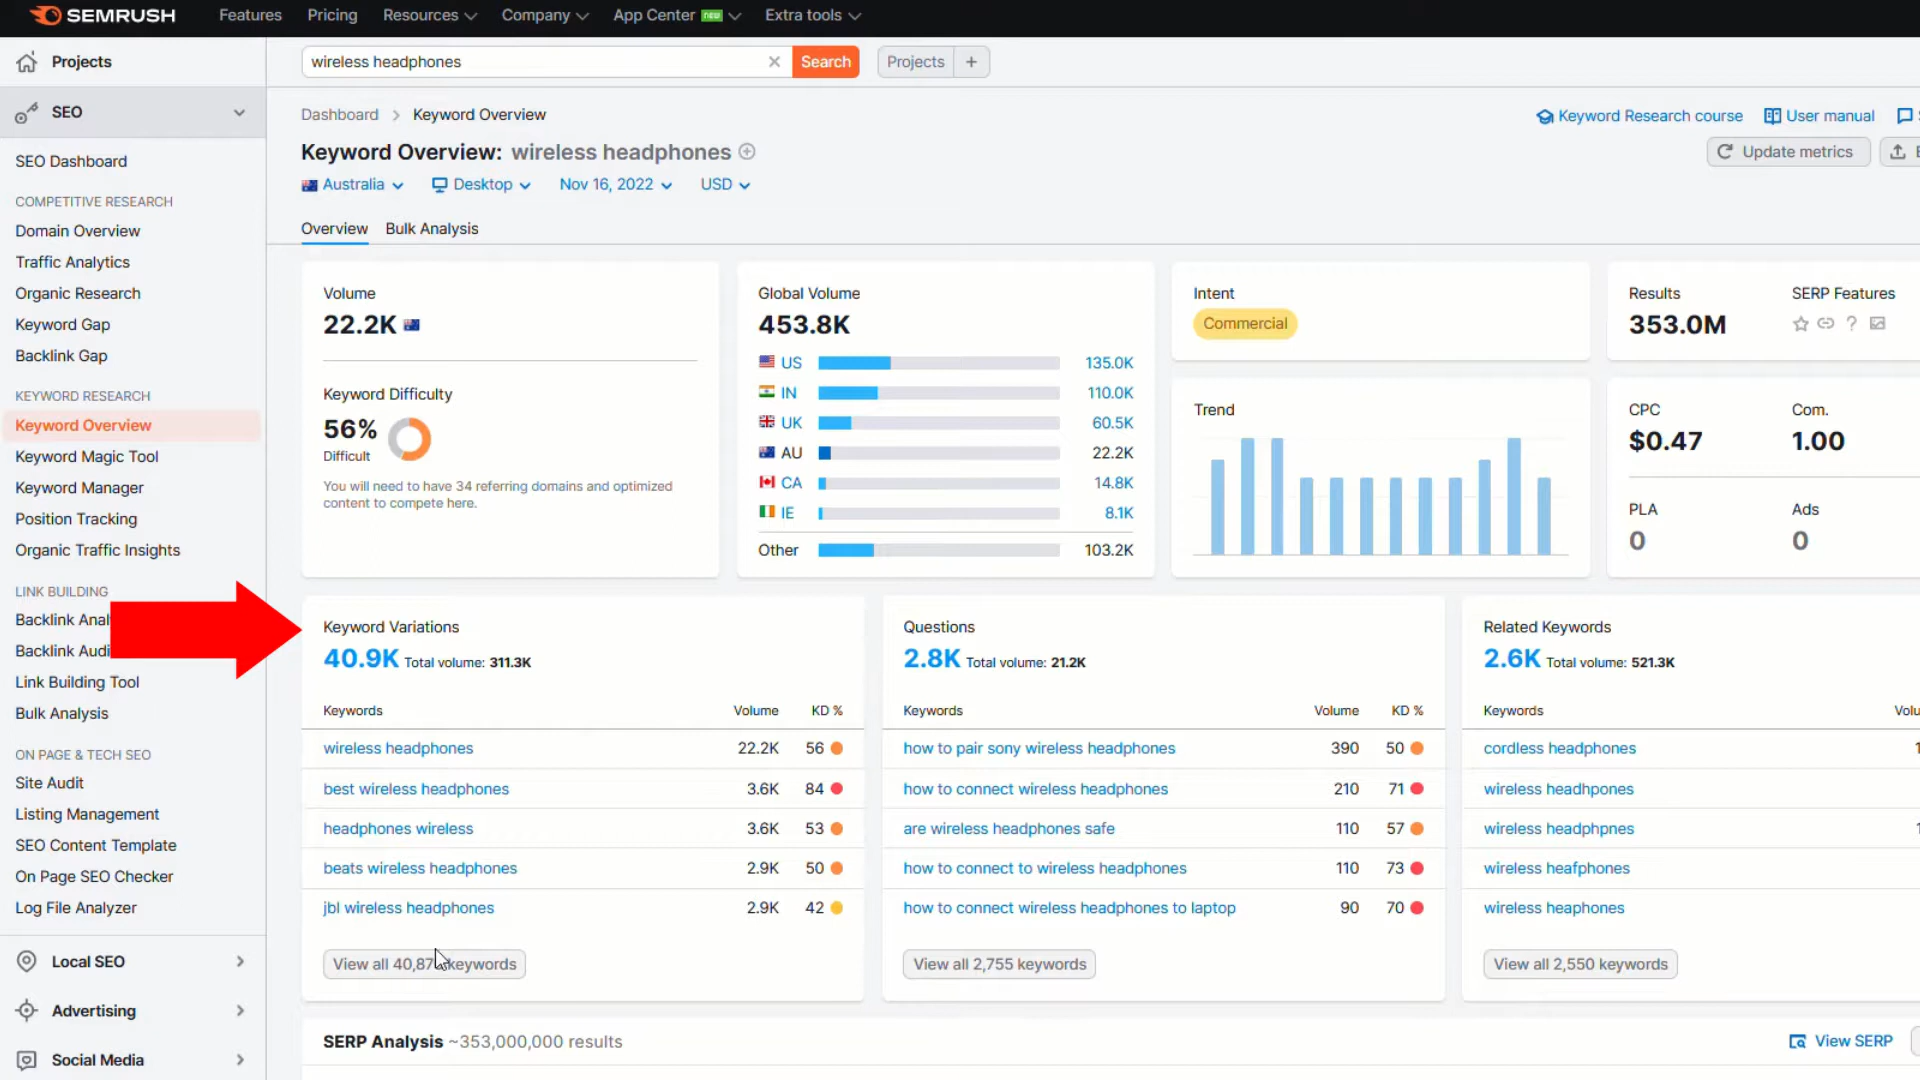 SEMRUSH
Features
Pricing
Resources
Company
App Center
NEW
Extra tools
Projects
SEO
SEO Dashboard
COMPETITIVE RESEARCH
Domain Overview
Traffic Analytics
Organic Research
Keyword Gap
Backlink Gap
KEYWORD RESEARCH
Keyword Overview
Keyword Magic Tool
Keyword Manager
Position Tracking
Organic Traffic Insights
LINK BUILDING
Backlink Anal
Backlink Audi
Link Building Tool
Bulk Analysis
ON PAGE & TECH SEO
Site Audit
Listing Management
SEO Content Template
On Page SEO Checker
Log File Analyzer
Local SEO
Advertising
Social Media
wireless headphones
Search
Projects
+
Dashboard > Keyword Overview
Keyword Research course
User manual
Keyword Overview: wireless headphones
Update metrics
Australia
Desktop
Nov 16, 2022
USD
Overview
Bulk Analysis
Volume
22.2K
Keyword Difficulty
56%
Difficult
You will need to have 34 referring domains and optimized
content to compete here.
Global Volume
453.8K
US 135.0K
IN 110.0K
UK 60.5K
AU 22.2K
CA 14.8K
IE 8.1K
Other 103.2K
Intent
Commercial
Trend
Results
353.0M
SERP Features
CPC
$0.47
Com.
1.00
PLA
0
Ads
0
Keyword Variations
40.9K Total volume: 311.3K
Keywords Volume KD %
wireless headphones 22.2K 56
best wireless headphones 3.6K 84
headphones wireless 3.6K 53
beats wireless headphones 2.9K 50
jbl wireless headphones 2.9K 42
View all 40,87 keywords
Questions
2.8K Total volume: 21.2K
Keywords Volume KD %
how to pair sony wireless headphones 390 50
how to connect wireless headphones 210 71
are wireless headphones safe 110 57
how to connect to wireless headphones 110 73
how to connect wireless headphones to laptop 90 70
View all 2,755 keywords
Related Keywords
2.6K Total volume: 521.3K
Keywords Volu
cordless headphones 1
wireless headhpones
wireless headphpnes 1
wireless heafphones
wireless heaphones
View all 2,550 keywords
SERP Analysis ~353,000,000 results
View SERP